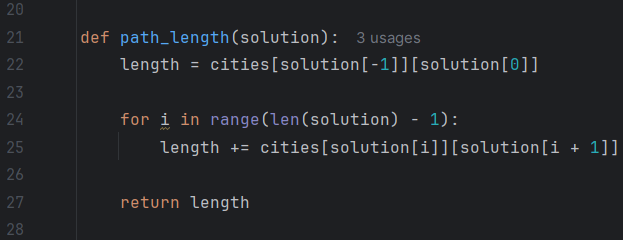 20
21 def path_length(solution): 3 usages
22 length = cities[solution[-1]][solution[0]]
23
24 for i in range(len(solution) - 1):
25 length += cities[solution[i]][solution[i + 1]]
26
27 return length
28